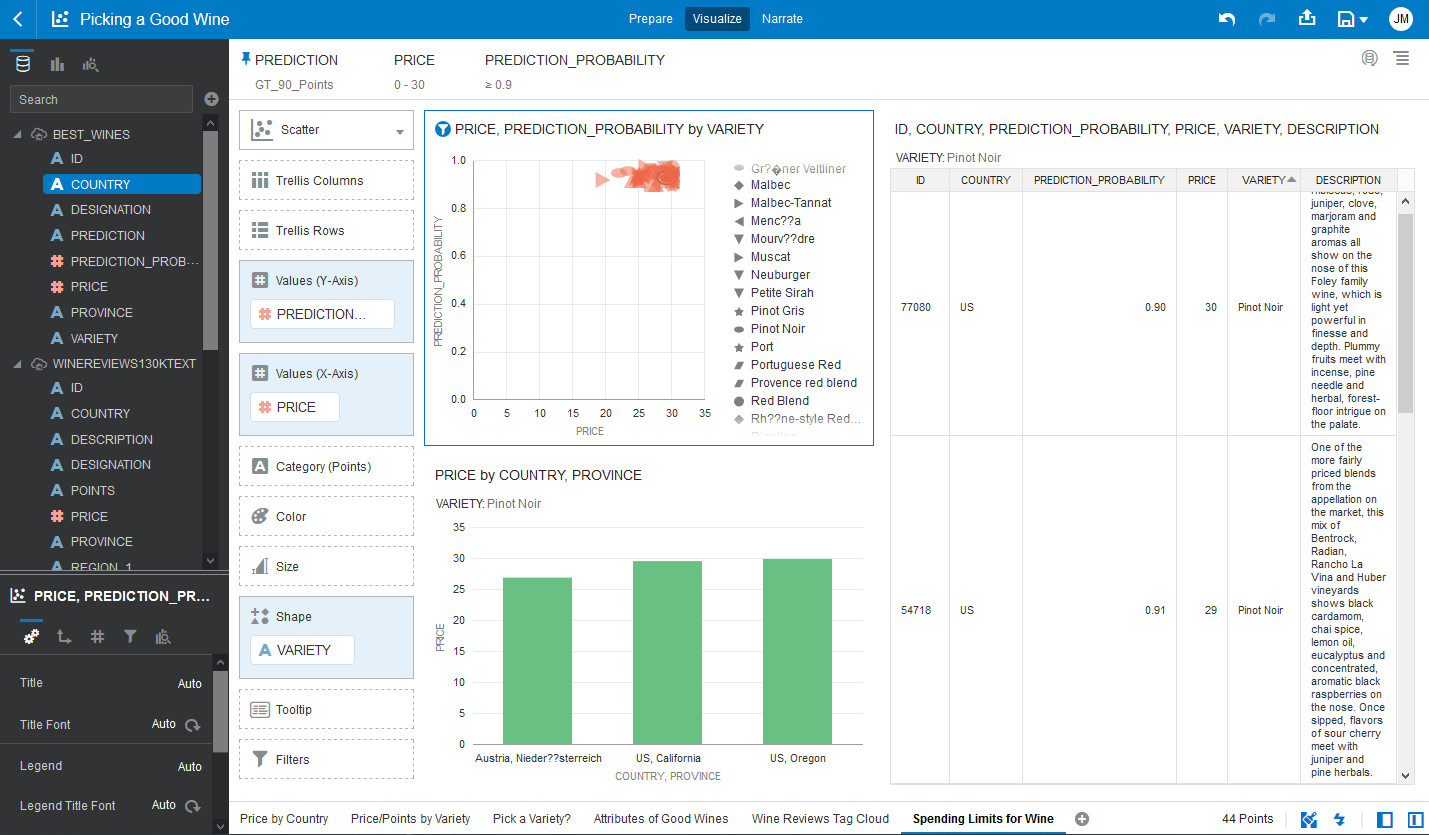 Picking a Good Wine
Prepare
Visualize
Narrate
JM
Search
BEST_WINES
ID
COUNTRY
DESIGNATION
PREDICTION
PREDICTION_PROB...
PRICE
PROVINCE
VARIETY
WINEREVIEWS130KTEXT
ID
COUNTRY
DESCRIPTION
DESIGNATION
POINTS
PRICE
PROVINCE
REGION_1
PRICE, PREDICTION_PR...
Title
Auto
Title Font
Auto
Legend
Auto
Legend Title Font
Auto
PREDICTION
GT_90_Points
PRICE
0 - 30
PREDICTION_PROBABILITY
≥ 0.9
Scatter
Trellis Columns
Trellis Rows
Values (Y-Axis)
PREDICTION...
Values (X-Axis)
PRICE
Category (Points)
Color
Size
Shape
VARIETY
Tooltip
Filters
PRICE, PREDICTION_PROBABILITY by VARIETY
PREDICTION_PROBABILITY
1.0
0.8
0.6
0.4
0.2
0.0
0 5 10 15 20 25 30 35
PRICE
Gr?�ner Veltliner
Malbec
Malbec-Tannat
Menc??a
Mourv??dre
Muscat
Neuburger
Petite Sirah
Pinot Gris
Pinot Noir
Port
Portuguese Red
Provence red blend
Red Blend
Rh??ne-style Red...
PRICE by COUNTRY, PROVINCE
VARIETY: Pinot Noir
PRICE
35
30
25
20
15
10
5
0
Austria, Nieder??sterreich
US, California
US, Oregon
COUNTRY, PROVINCE
ID, COUNTRY, PREDICTION_PROBABILITY, PRICE, VARIETY, DESCRIPTION
VARIETY: Pinot Noir
ID COUNTRY PREDICTION_PROBABILITY PRICE VARIETY DESCRIPTION
77080 US 0.90 30 Pinot Noir
juniper, clove,
marjoram and
graphite
aromas all
show on the
nose of this
Foley family
wine, which is
light yet
powerful in
finesse and
depth. Plummy
fruits meet with
incense, pine
needle and
herbal, forest-
floor intrigue on
the palate.
54718 US 0.91 29 Pinot Noir
One of the
more fairly
priced blends
from the
appellation on
the market, this
mix of
Bentrock,
Radian,
Rancho La
Vina and Huber
vineyards
shows black
cardamom,
chai spice,
lemon oil,
eucalyptus and
concentrated,
aromatic black
raspberries on
the nose. Once
sipped, flavors
of sour cherry
meet with
juniper and
pine herbals.
Price by Country
Price/Points by Variety
Pick a Variety?
Attributes of Good Wines
Wine Reviews Tag Cloud
Spending Limits for Wine
44 Points